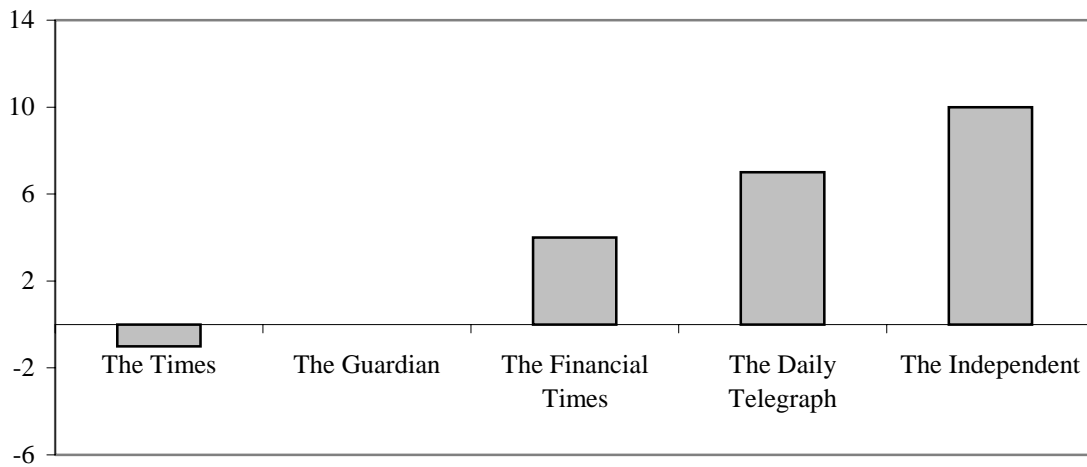 14
10
6
2
-2
-6
The Times
The Guardian
The Financial
Times
The Daily
Telegraph
The Independent